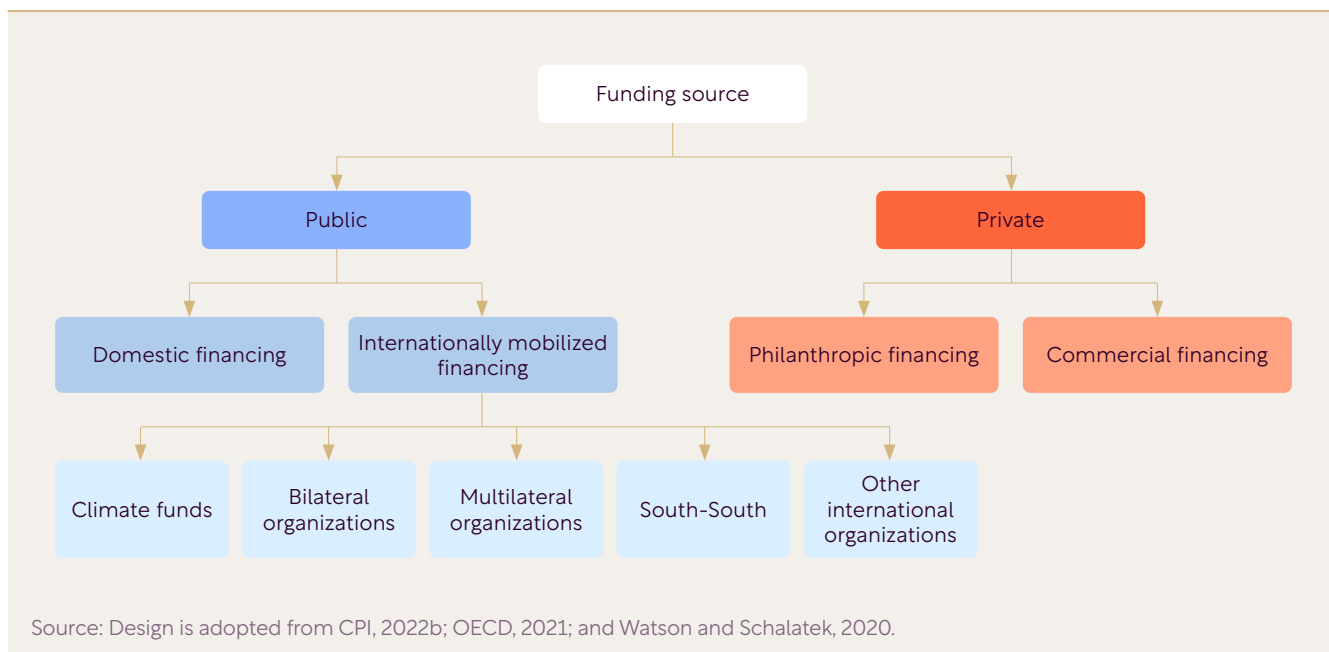 Funding source
Public
Private
Domestic financing
Internationally mobilized
financing
Philanthropic financing
Commercial financing
Climate funds
Bilateral
organizations
Multilateral
organizations
South-South
Other
international
organizations
Source: Design is adopted from CPI, 2022b; OECD, 2021; and Watson and Schalatek, 2020.